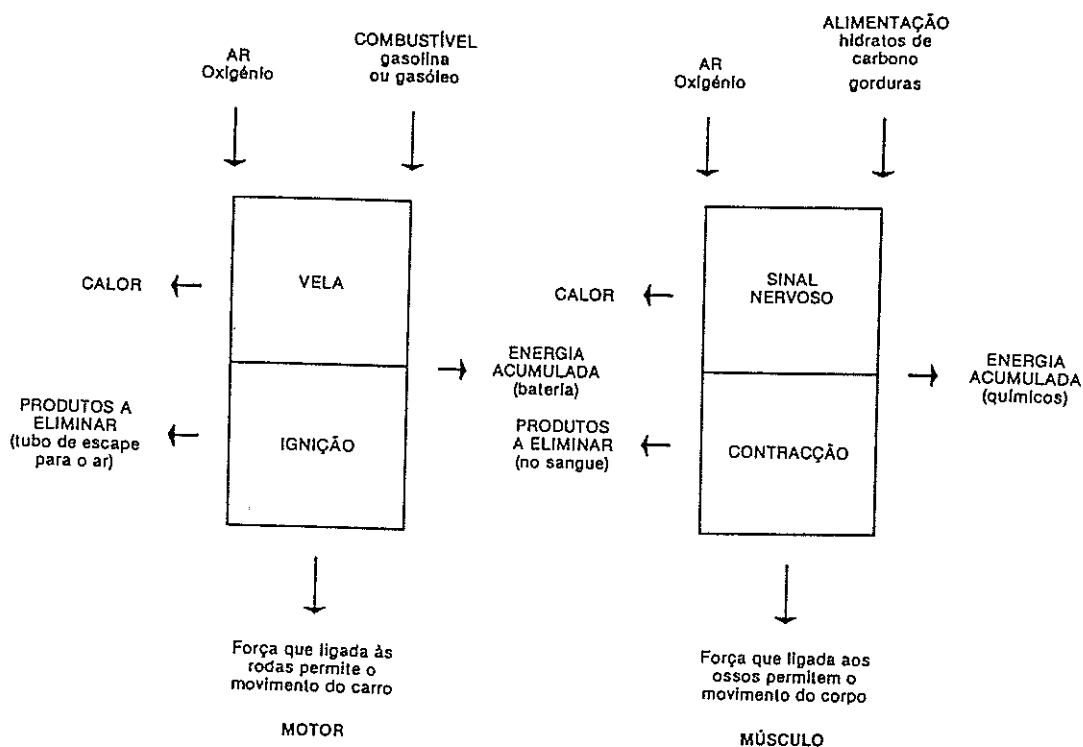 AR
Oxigénio
COMBUSTÍVEL
gasolina
ou gasóleo
CALOR
VELA
ENERGIA
ACUMULADA
(bateria)
PRODUTOS A
ELIMINAR
(tubo de escape
para o ar)
IGNIÇÃO
Força que ligada às
rodas permite o
movimento do carro
MOTOR
AR
Oxigénio
ALIMENTAÇÃO
hidratos de
carbono
gorduras
CALOR
SINAL
NERVOSO
ENERGIA
ACUMULADA
(químicos)
PRODUTOS
A ELIMINAR
(no sangue)
CONTRACÇÃO
Força que ligada aos
ossos permitem o
movimento do corpo
MÚSCULO